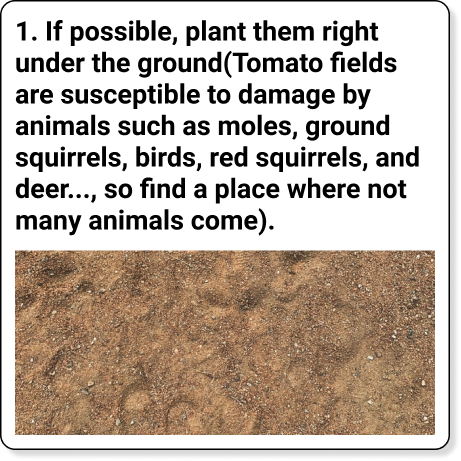 1. If possible, plant them right
under the ground(Tomato fields
are susceptible to damage by
animals such as moles, ground
squirrels, birds, red squirrels, and
deer..., so find a place where not
many animals come).